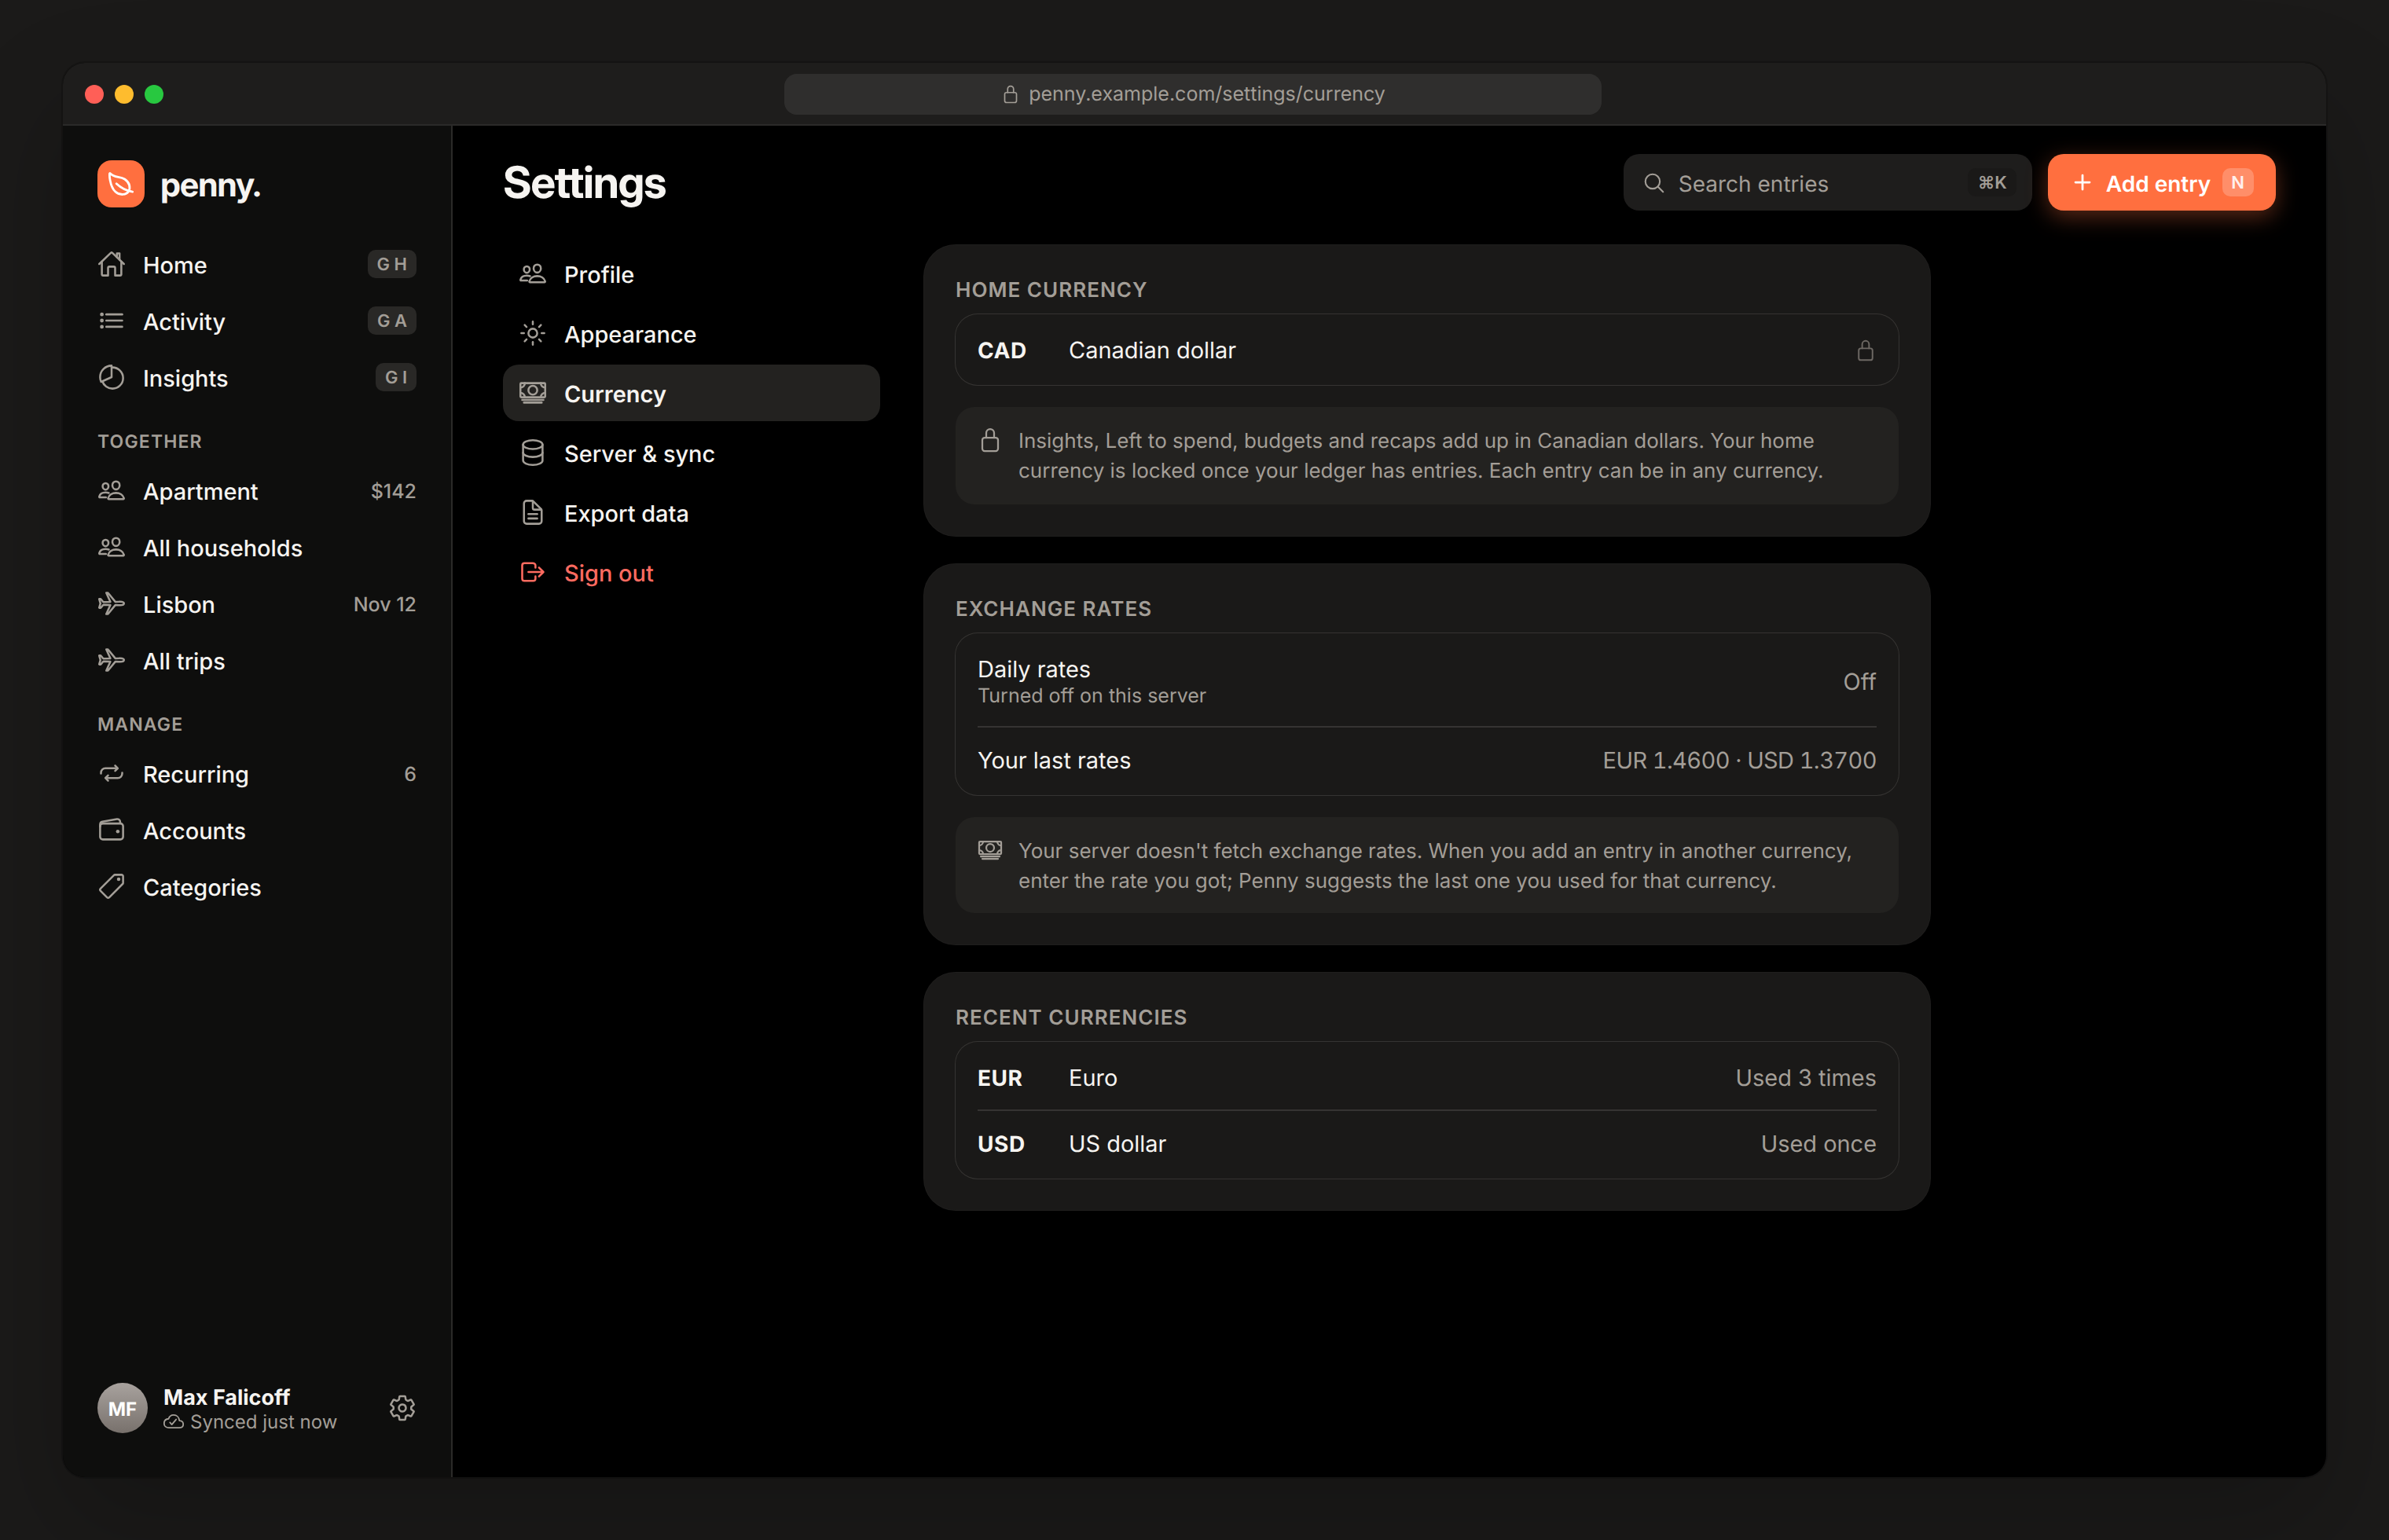 penny.example.com/settings/currency
penny.
Home G H
Activity G A
Insights G I
TOGETHER
Apartment $142
All households
Lisbon Nov 12
All trips
MANAGE
Recurring 6
Accounts
Categories
MF
Max Falicoff
Synced just now
Settings
Search entries ⌘K
+ Add entry N
Profile
Appearance
Currency
Server & sync
Export data
Sign out
HOME CURRENCY
CAD Canadian dollar
Insights, Left to spend, budgets and recaps add up in Canadian dollars. Your home
currency is locked once your ledger has entries. Each entry can be in any currency.
EXCHANGE RATES
Daily rates
Turned off on this server
Off
Your last rates EUR 1.4600 · USD 1.3700
Your server doesn't fetch exchange rates. When you add an entry in another currency,
enter the rate you got; Penny suggests the last one you used for that currency.
RECENT CURRENCIES
EUR Euro Used 3 times
USD US dollar Used once